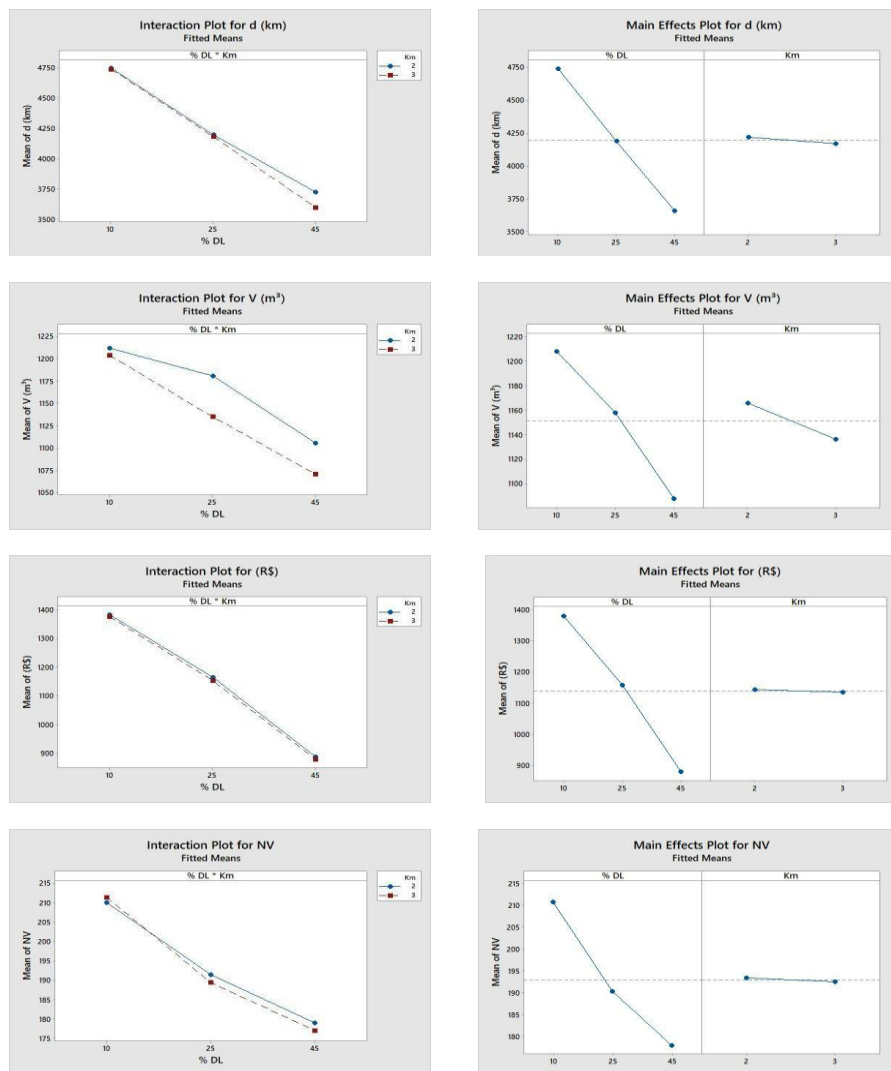 Interaction Plot for d (km)
Fitted Means
% DL * Km
Km
2
3
4750
4500
4250
4000
3750
3500
Mean of d (km)
10
25
45
% DL
Main Effects Plot for d (km)
Fitted Means
% DL
Km
4750
4500
4250
4000
3750
3500
Mean of d (km)
10
25
45
2
3
Interaction Plot for V (m³)
Fitted Means
% DL * Km
Km
2
3
1225
1200
1175
1150
1125
1100
1075
1050
Mean of V (m³)
10
25
45
% DL
Main Effects Plot for V (m³)
Fitted Means
% DL
Km
1220
1200
1180
1160
1140
1120
1100
Mean of V (m³)
10
25
45
2
3
Interaction Plot for (R$)
Fitted Means
% DL * Km
Km
2
3
1400
1300
1200
1100
1000
900
Mean of (R$)
10
25
45
% DL
Main Effects Plot for (R$)
Fitted Means
% DL
Km
1400
1300
1200
1100
1000
900
Mean of (R$)
10
25
45
2
3
Interaction Plot for NV
Fitted Means
% DL * Km
Km
2
3
215
210
205
200
195
190
185
180
175
Mean of NV
10
25
45
% DL
Main Effects Plot for NV
Fitted Means
% DL
Km
215
210
205
200
195
190
185
180
Mean of NV
10
25
45
2
3